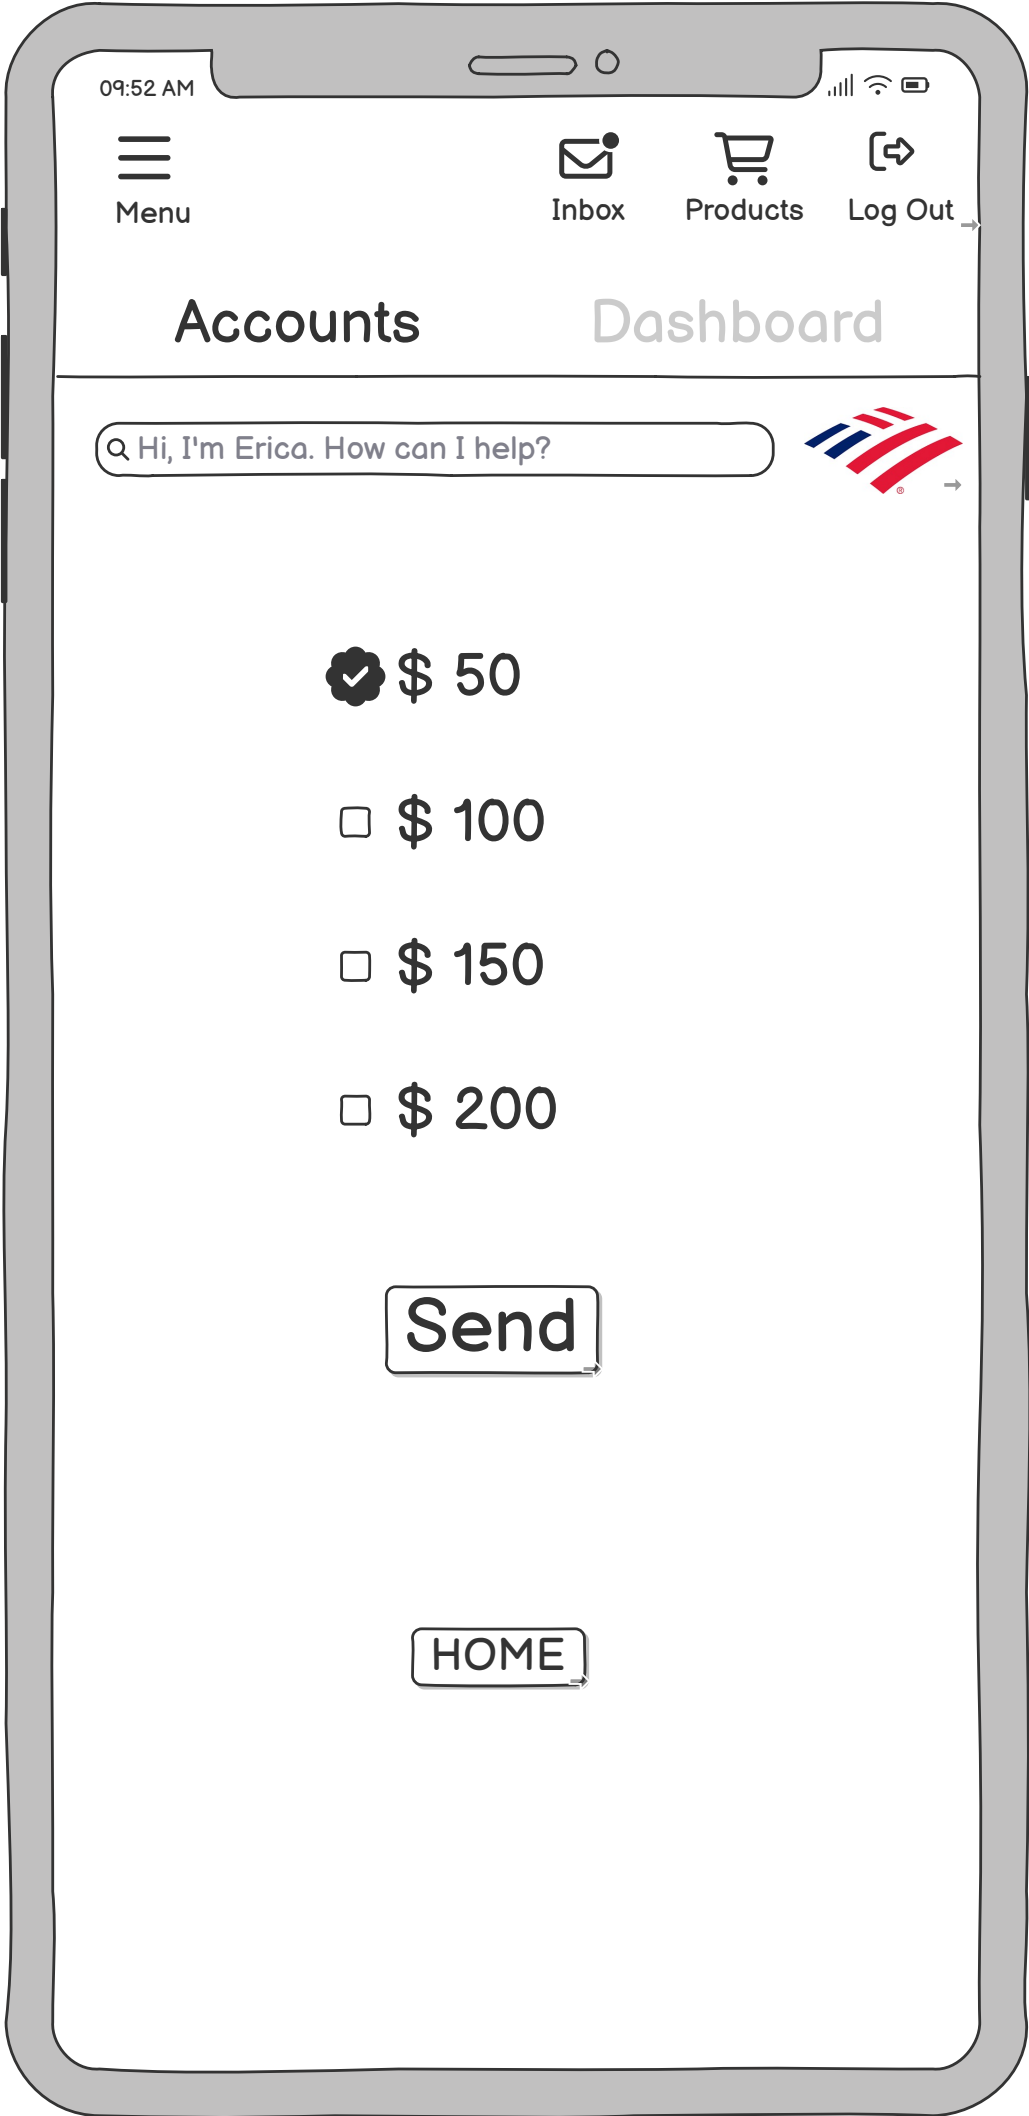 09:52 AM
Menu
Inbox
Products
Log Out
Accounts
Dashboard
Hi, I'm Erica. How can I help?
®
$ 50
$ 100
$ 150
$ 200
Send
HOME